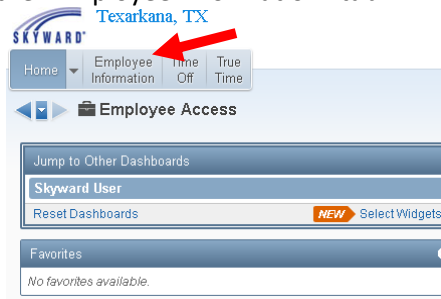 Texarkana, TX
SKYWARD
Home Employee Information Time Off True Time
Employee Access
Jump to Other Dashboards
Skyward User
Reset Dashboards NEW Select Widgets
Favorites
No favorites available.